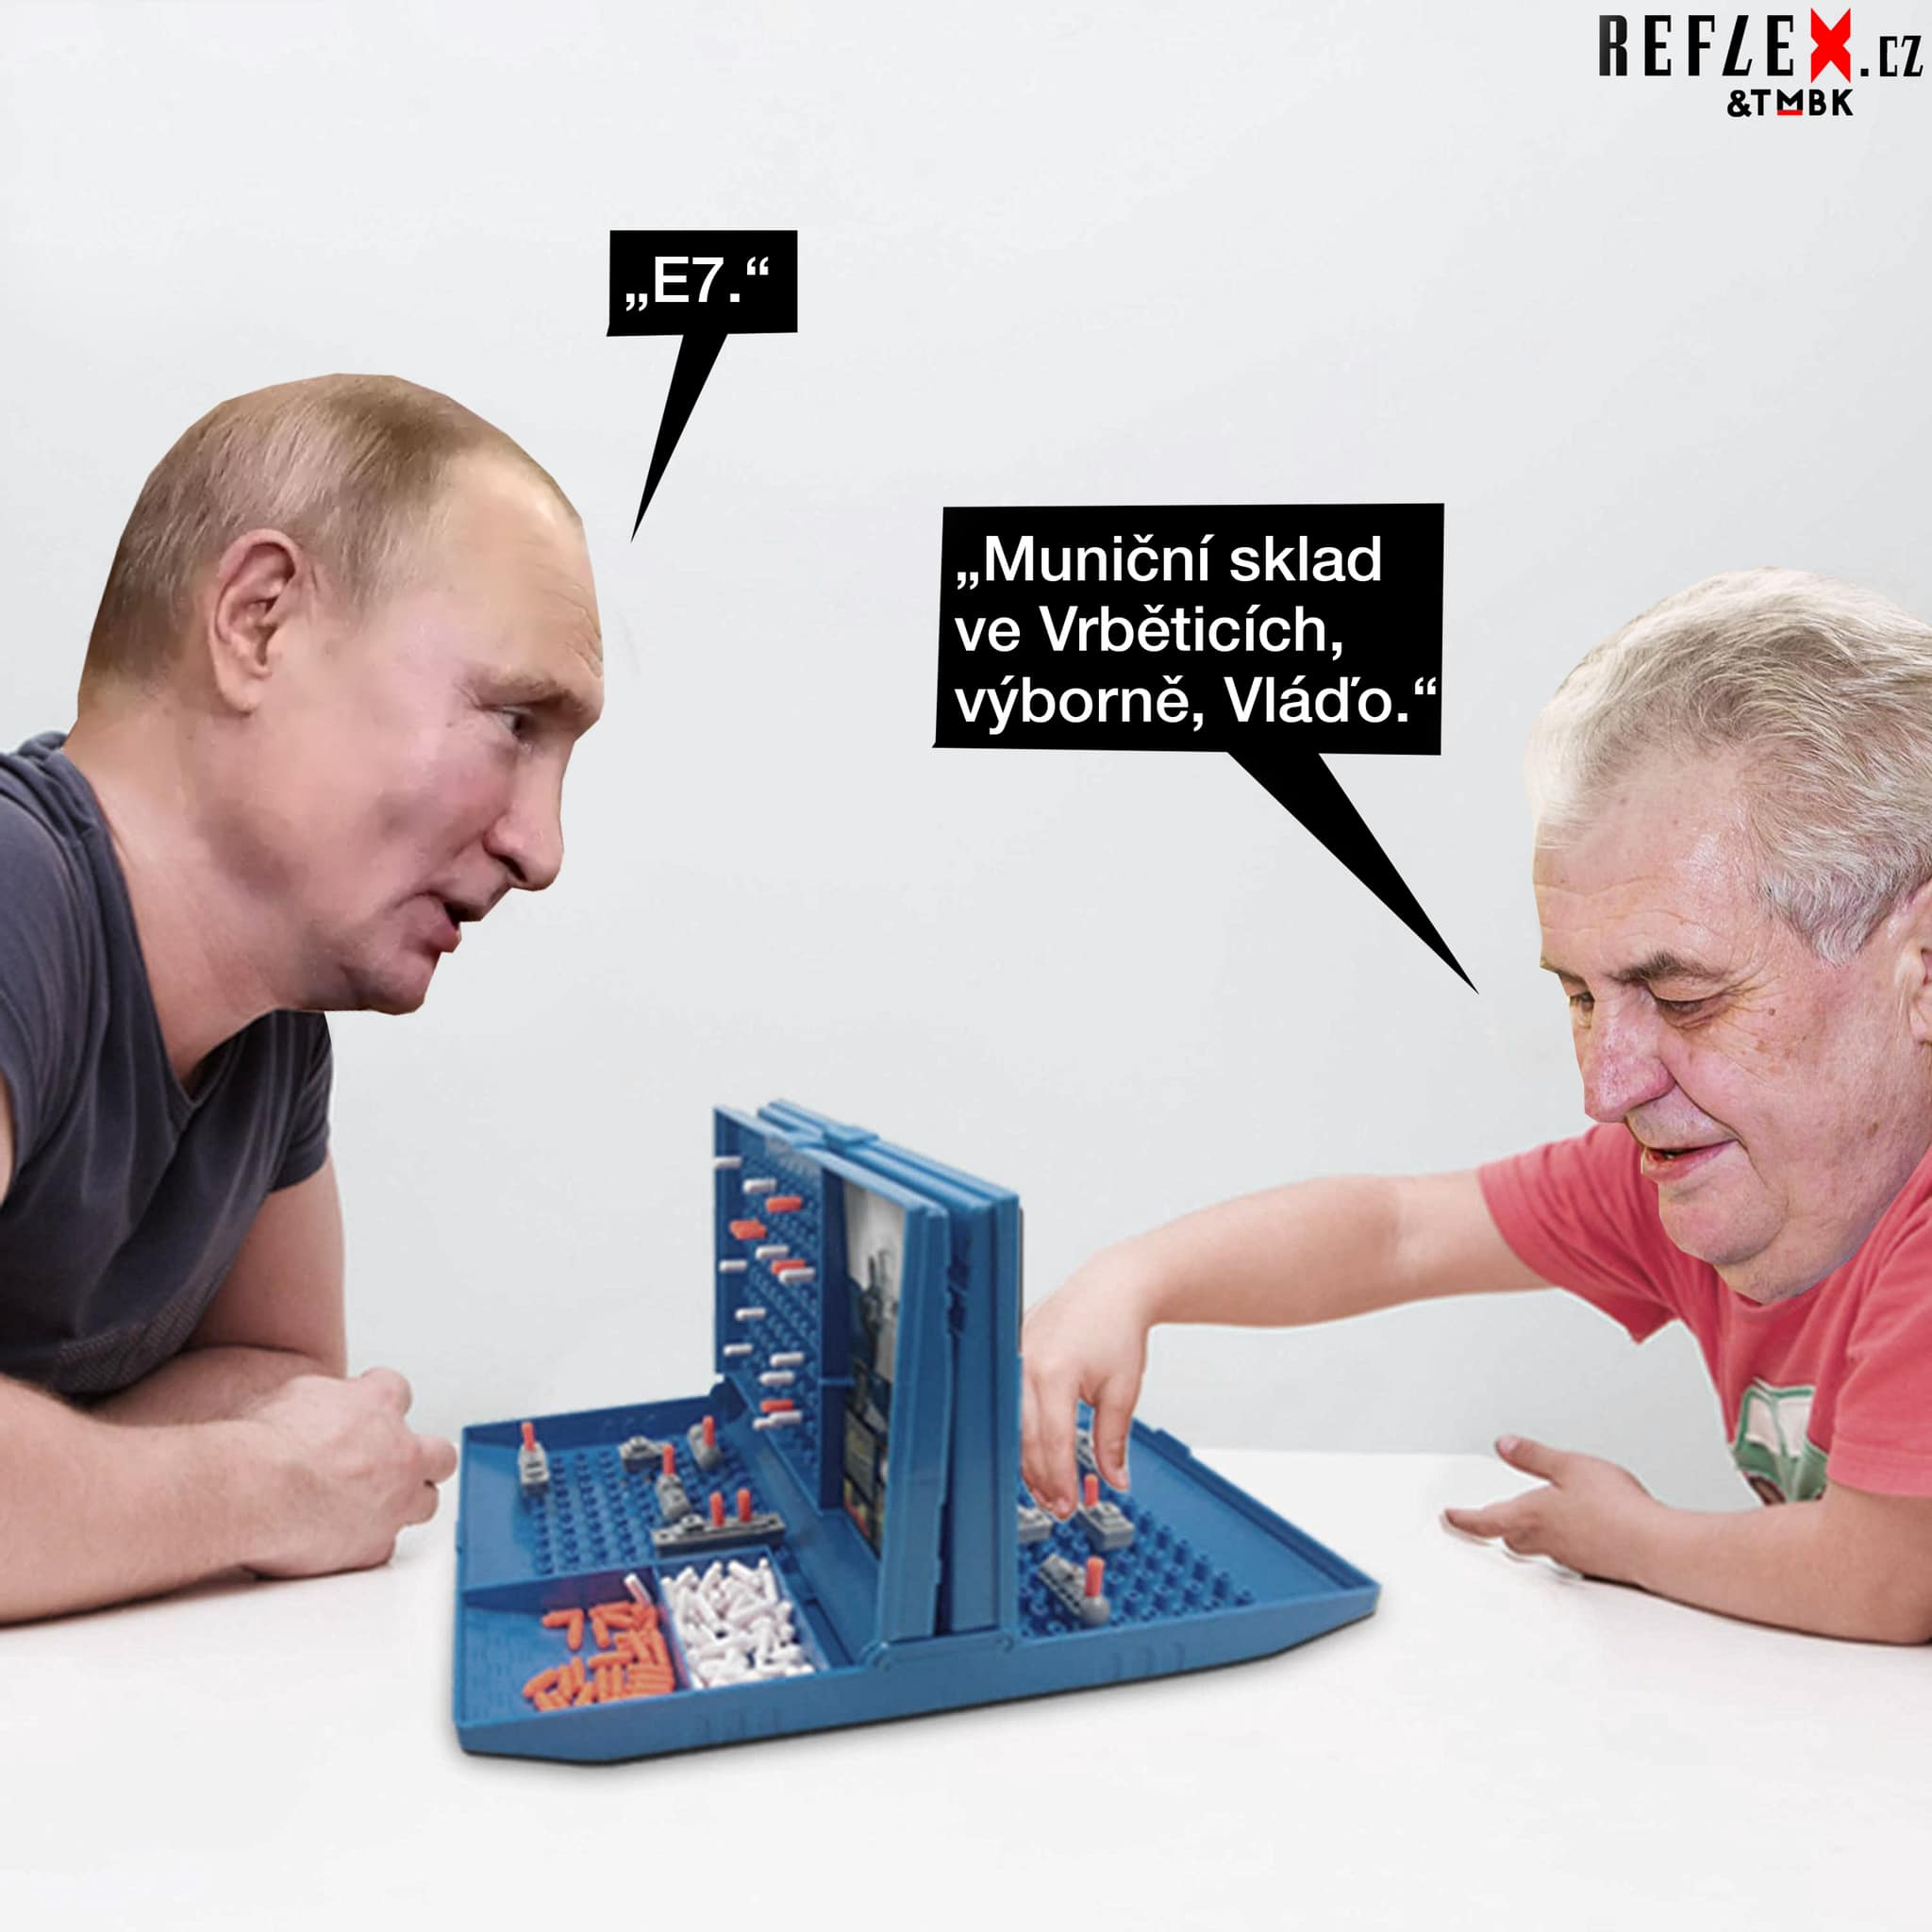 REFLEX.CZ
&TMBK
„E7.“
„Muniční sklad
ve Vrběticích,
výborně, Vláďo.“